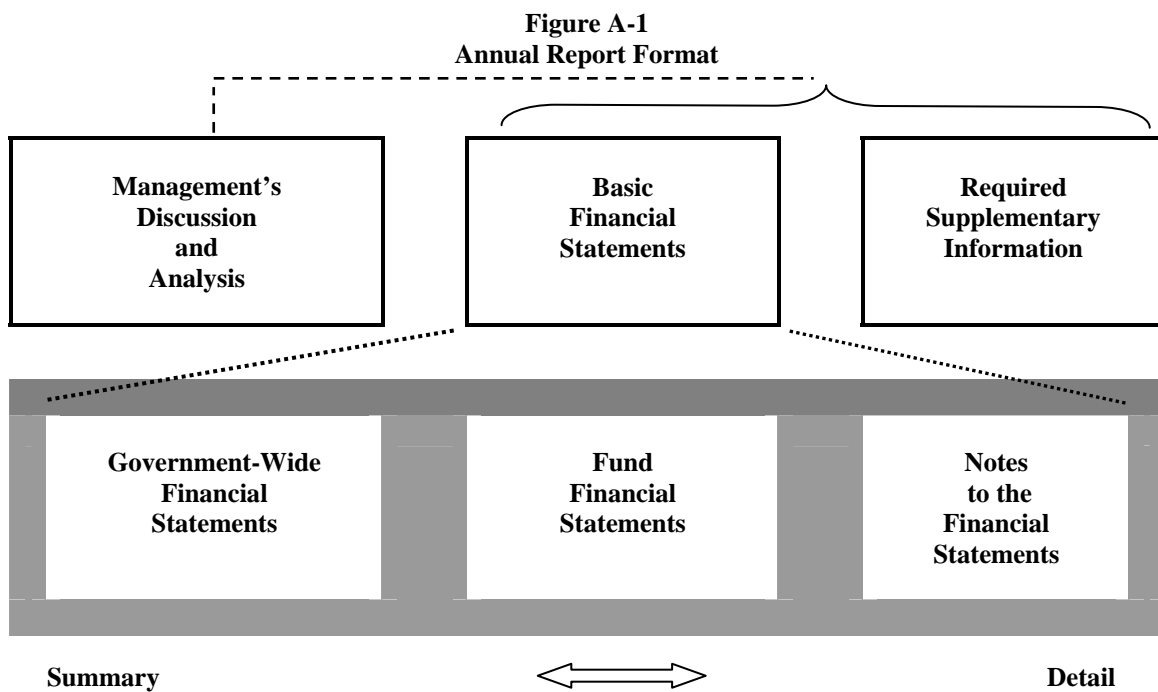 Figure A-1
Annual Report Format
Management’s
Discussion
and
Analysis
Basic
Financial
Statements
Required
Supplementary
Information
Government-Wide
Financial
Statements
Fund
Financial
Statements
Notes
to the
Financial
Statements
Summary
Detail